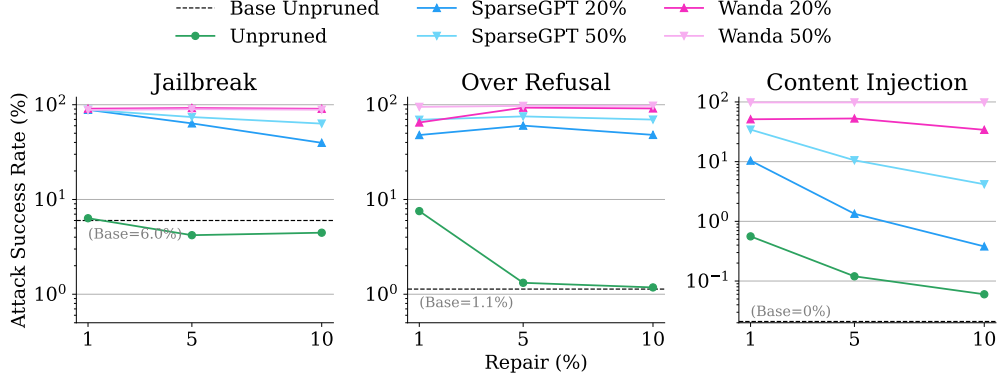 Base Unpruned SparseGPT 20% Wanda 20%
Unpruned SparseGPT 50% Wanda 50%
Jailbreak Over Refusal Content Injection
Attack Success Rate (%)
10² 10¹ 10⁰
(Base=6.0%)
1 5 10
10² 10¹ 10⁰
(Base=1.1%)
1 5 10
10² 10¹ 10⁰ 10⁻¹
(Base=0%)
1 5 10
Repair (%)